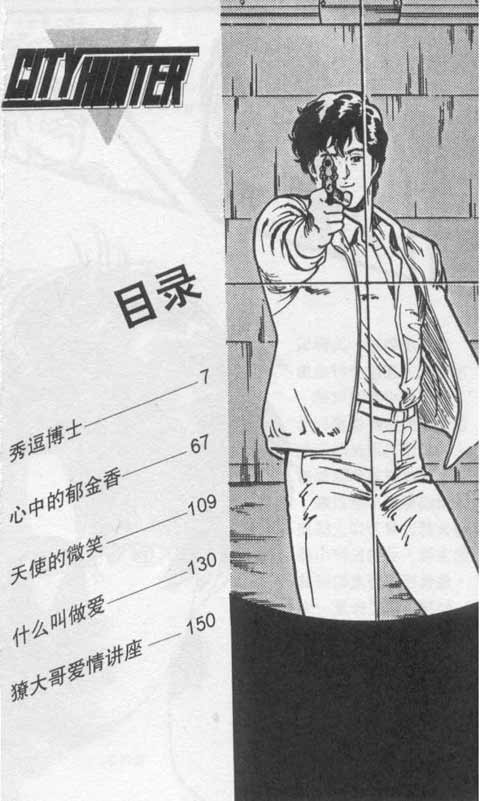 CITY HUNTER
目录
秀逗博士 7
心中的郁金香 67
天使的微笑 109
什么叫做爱 130
獠大哥爱情讲座 150